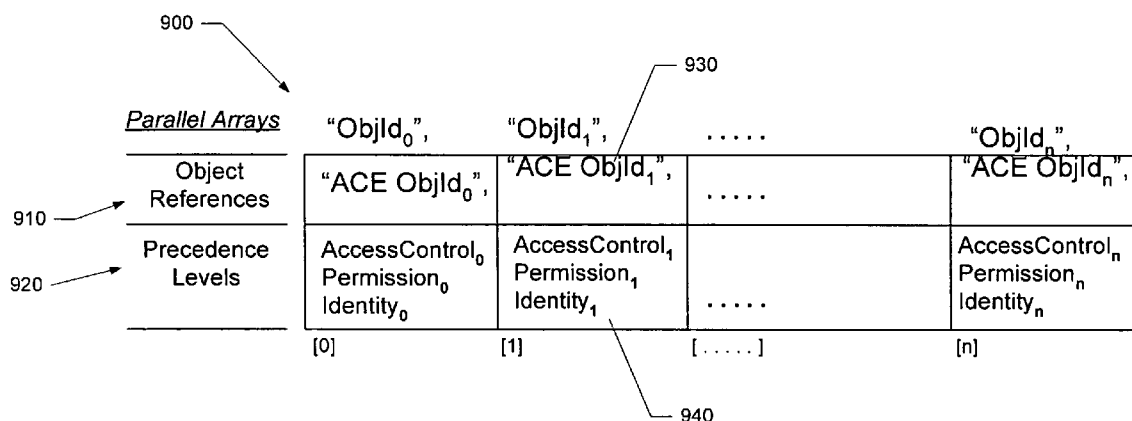 900
930
Parallel Arrays
“ObjId₀”, “ObjId₁”, . . . . . “ObjIdₙ”,
Object References “ACE ObjId₀”, “ACE ObjId₁”, . . . . . “ACE ObjIdₙ”,
910
Precedence Levels
AccessControl₀ AccessControl₁ AccessControlₙ
Permission₀ Permission₁ Permissionₙ
Identity₀ Identity₁ . . . . . Identityₙ
920
[0] [1] [ . . . . . ] [n]
940